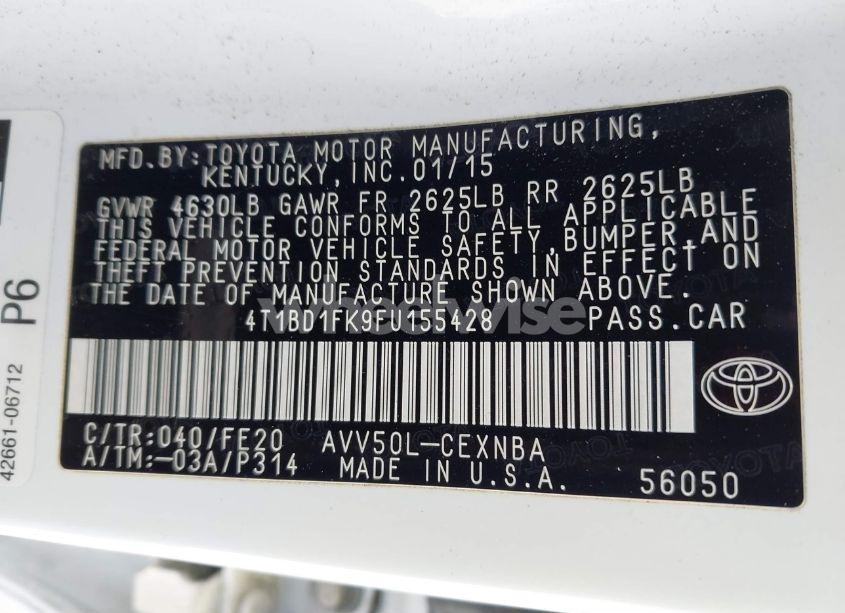 MFD. BY: TOYOTA MOTOR MANUFACTURING,
KENTUCKY, INC. 01/15
GVWR 4630LB GAWR FR 2625LB RR 2625LB
THIS VEHICLE CONFORMS TO ALL APPLICABLE
FEDERAL MOTOR VEHICLE SAFETY, BUMPER, AND
THEFT PREVENTION STANDARDS IN EFFECT ON
THE DATE OF MANUFACTURE SHOWN ABOVE.
4T1BD1FK9FU155428 PASS. CAR
C/TR: 040/FE20 AVV50L-CEXNBA
A/TM: -03A/P314 MADE IN U.S.A. 56050
P6
42661-06712
wheelwise